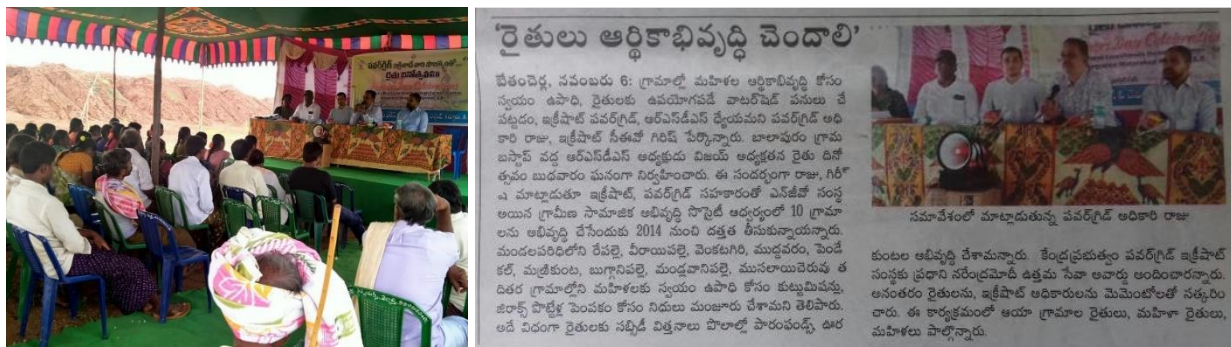 పవర్‌గ్రిడ్
రైతు దినోత్సవము
'రైతులు ఆర్థికాభివృద్ధి చెందాలి'
వేతంచెర్ల, నవంబరు 6: గ్రామాల్లో మహిళల ఆర్థికాభివృద్ధి కోసం
స్వయం ఉపాధి, రైతులకు ఉపయోగపడే వాటర్‌షెడ్ పనులు చే
పట్టడం, ఇక్రీషాట్ పవర్‌గ్రిడ్, ఆర్ఎస్‌డీఎస్ ధ్యేయమని పవర్‌గ్రిడ్ అధి
కారి రాజు, ఇక్రీషాట్ సీఈవో గిరిష్ పేర్కొన్నారు. బాలాపురం గ్రామ
బస్టాప్ వద్ద ఆర్ఎస్‌డీఎస్ అధ్యక్షుడు విజయ్ అధ్యక్షతన రైతు దినో
త్సవం బుధవారం ఘనంగా నిర్వహించారు. ఈ సందర్భంగా రాజు, గిరీ
ష మాట్లాడుతూ ఇక్రీషాట్, పవర్‌గ్రిడ్ సహకారంతో ఎన్‌జీవో సంస్థ
అయిన గ్రామీణ సామాజిక అభివృద్ధి సొసైటీ ఆధ్వర్యంలో 10 గ్రామా
లను అభివృద్ధి చేసేందుకు 2014 నుంచి దత్తత తీసుకున్నాయన్నారు.
మండలపరిధిలోని రేపల్లె, వీరాయిపల్లె, వెంకటగిరి, ముద్దవరం, పెండే
కల్, మణికుంట, బుగ్గానిపల్లె, మండ్లవానిపల్లె, ముసలాయిచెరువు త
దితర గ్రామాల్లోని మహిళలకు స్వయం ఉపాధి కోసం కుట్టుమిషన్లు,
జిరాక్స్ పొట్టేళ్ల పెంపకం కోసం నిధులు మంజూరు చేశామని తెలిపారు.
అదే విధంగా రైతులకు సబ్సిడీ విత్తనాలు పొలాల్లో పారంఫండ్స్ ఊర
సమావేశంలో మాట్లాడుతున్న పవర్‌గ్రిడ్ అధికారి రాజు
కుంటల అభివృద్ధి చేశామన్నారు. కేంద్రప్రభుత్వం పవర్‌గ్రిడ్ ఇక్రీషాట్
సంస్థకు ప్రధాని నరేంద్రమోదీ ఉత్తమ సేవా అవార్డు అందించారన్నారు.
అనంతరం రైతులను, ఇక్రీషాట్ అధికారులను మెమెంటోలతో సత్కరిం
చారు. ఈ కార్యక్రమంలో ఆయా గ్రామాల రైతులు, మహిళా రైతులు,
మహిళలు పాల్గొన్నారు.